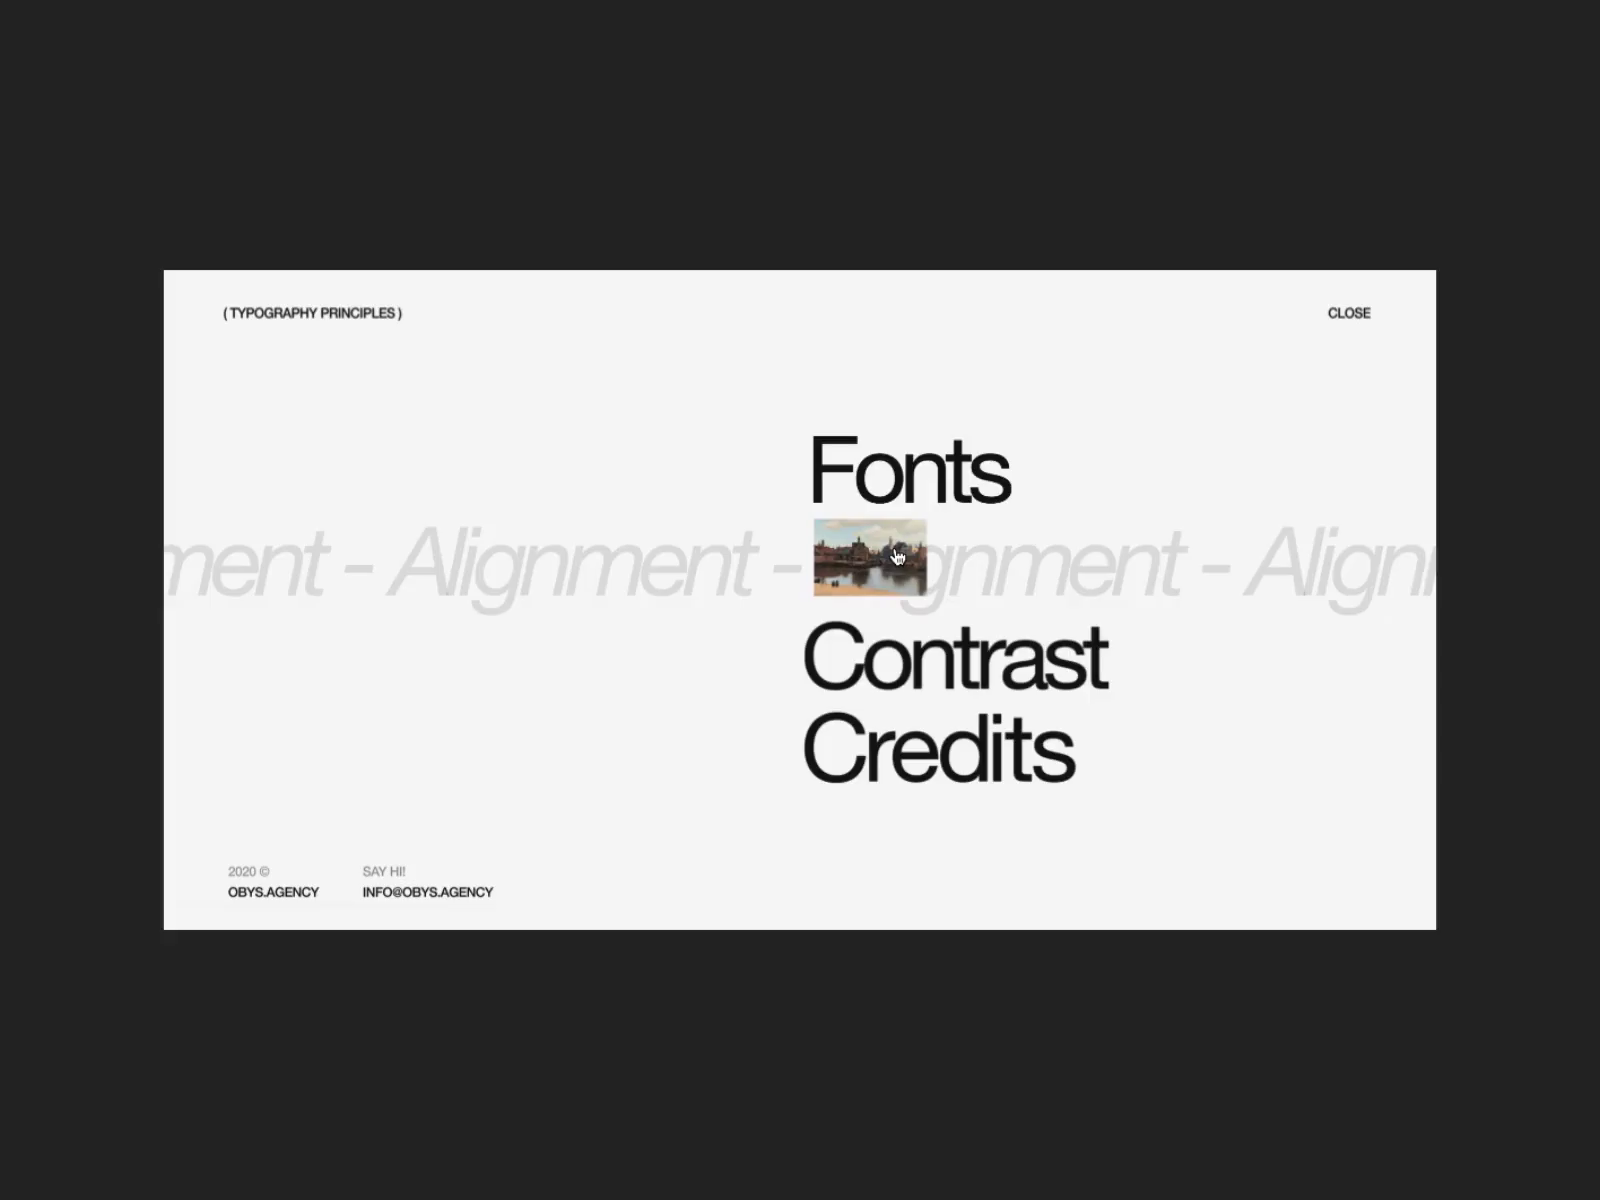 ( TYPOGRAPHY PRINCIPLES )
CLOSE
Fonts
ment - Alignment - gnment - Align
Contrast
Credits
2020 ©
SAY HI!
OBYS.AGENCY
INFO@OBYS.AGENCY